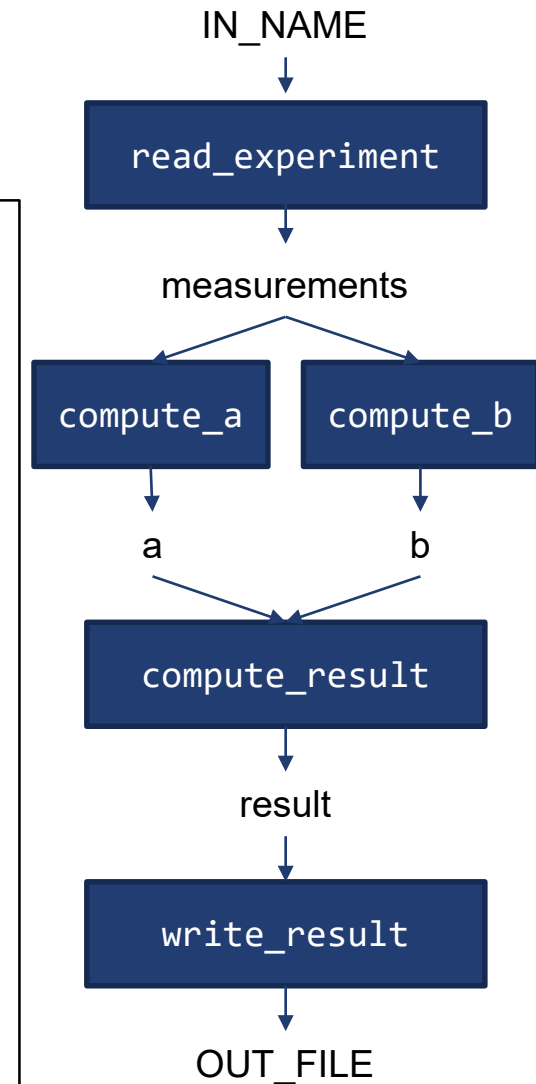 IN_NAME
read_experiment
measurements
compute_a
compute_b
a
b
compute_result
result
write_result
OUT_FILE